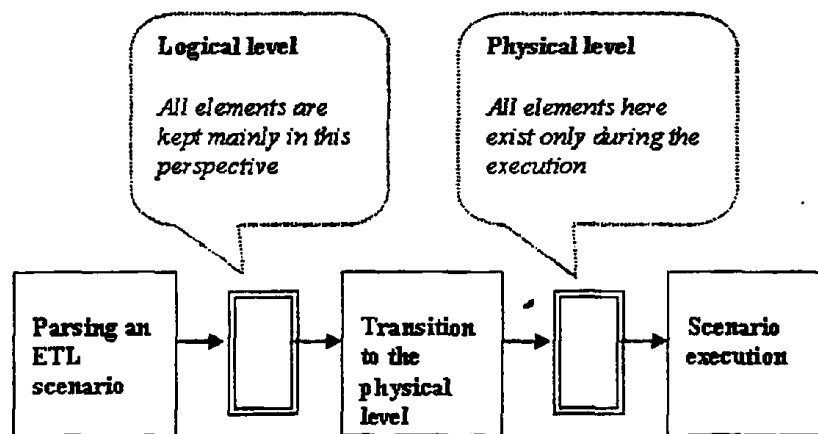 Logical level
All elements are
kept mainly in this
perspective
Physical level
All elements here
exist only during the
execution
Parsing an
ETL
scenario
Transition
to the
physical
level
Scenario
execution